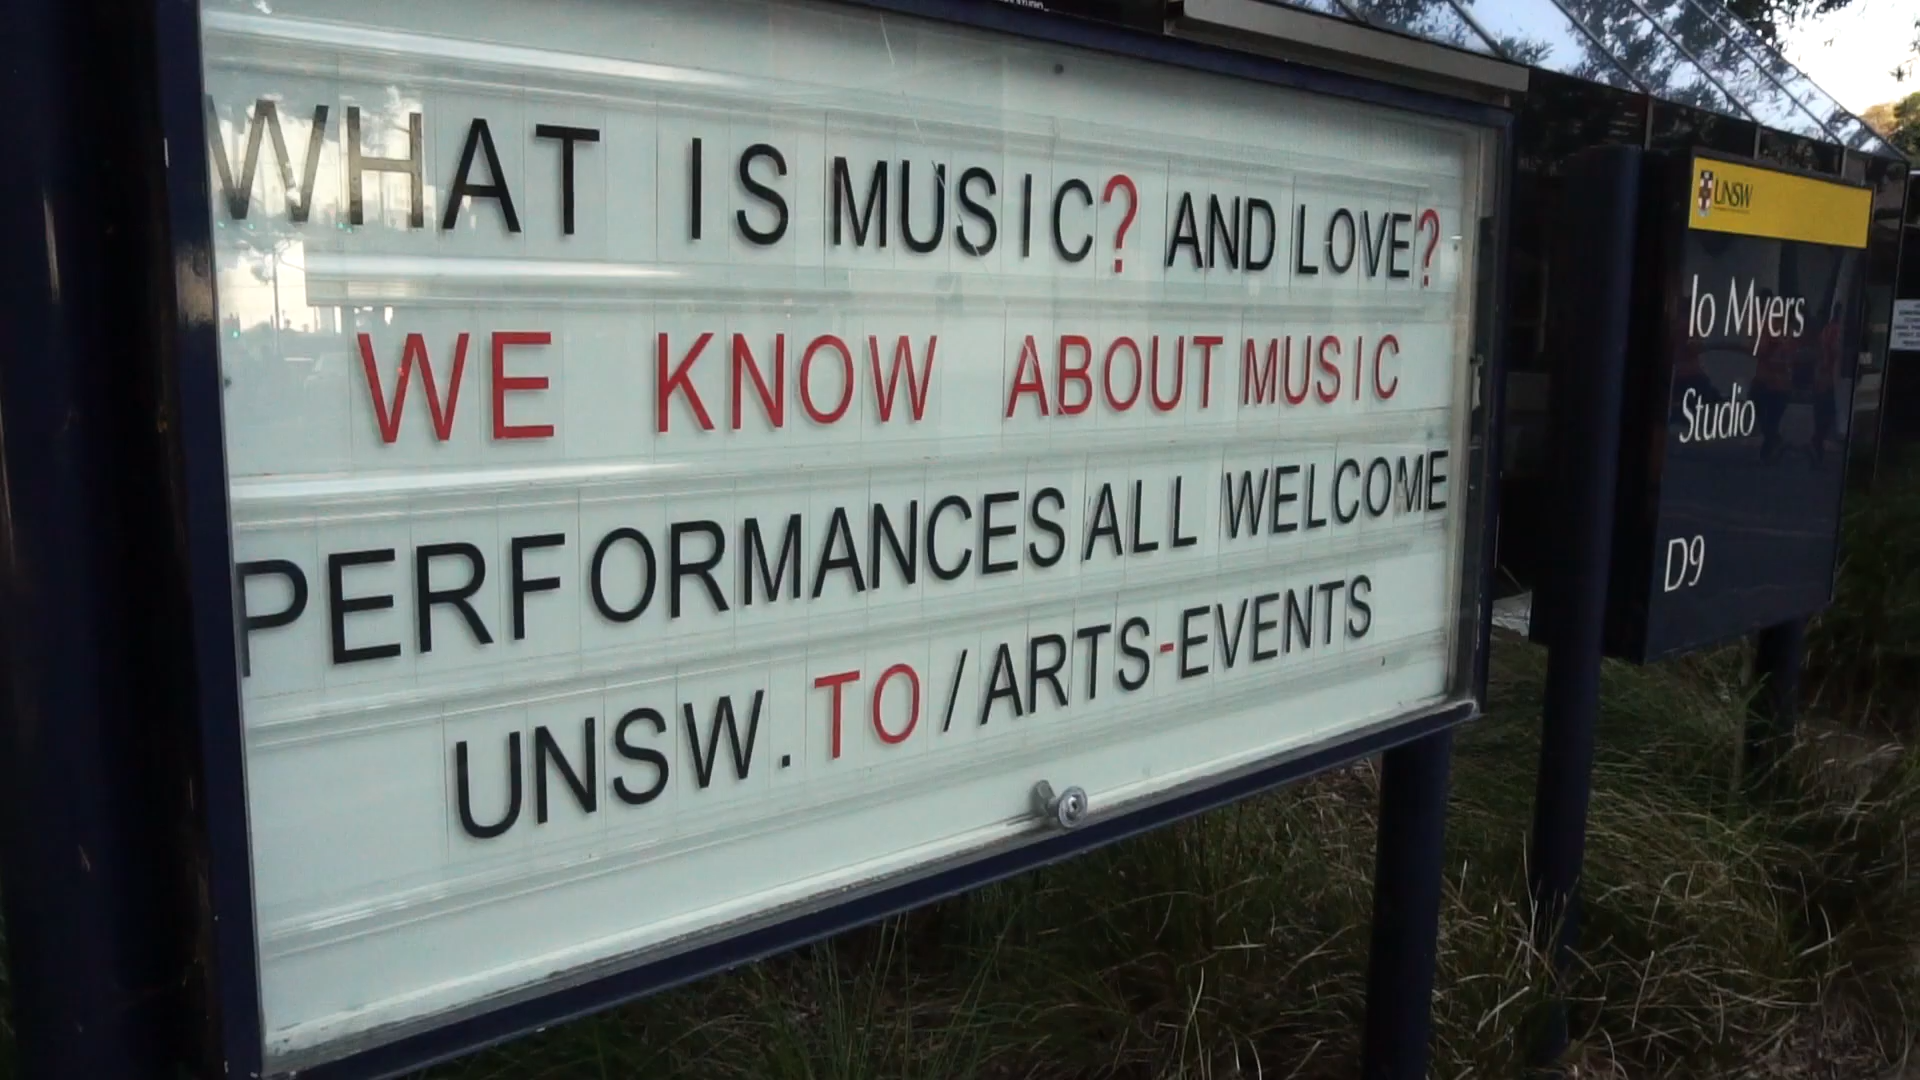 WHAT IS MUSIC? AND LOVE?
WE KNOW ABOUT MUSIC
PERFORMANCES ALL WELCOME
UNSW.TO/ARTS-EVENTS
UNSW
Io Myers
Studio
D9